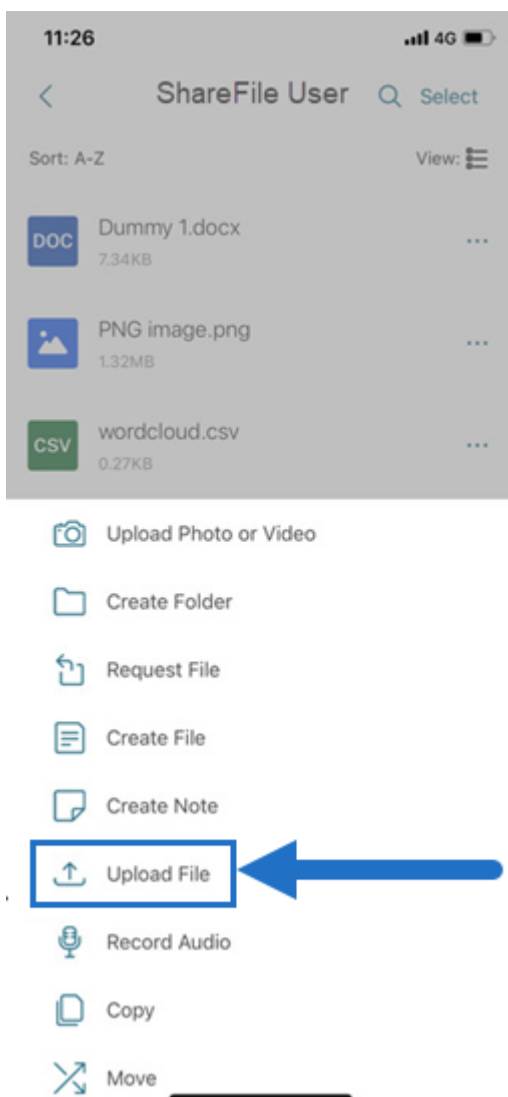 11:26 4G
ShareFile User Select
Sort: A-Z View:
DOC Dummy 1.docx
7.34KB
PNG image.png
1.32MB
CSV wordcloud.csv
0.27KB
Upload Photo or Video
Create Folder
Request File
Create File
Create Note
Upload File
Record Audio
Copy
Move